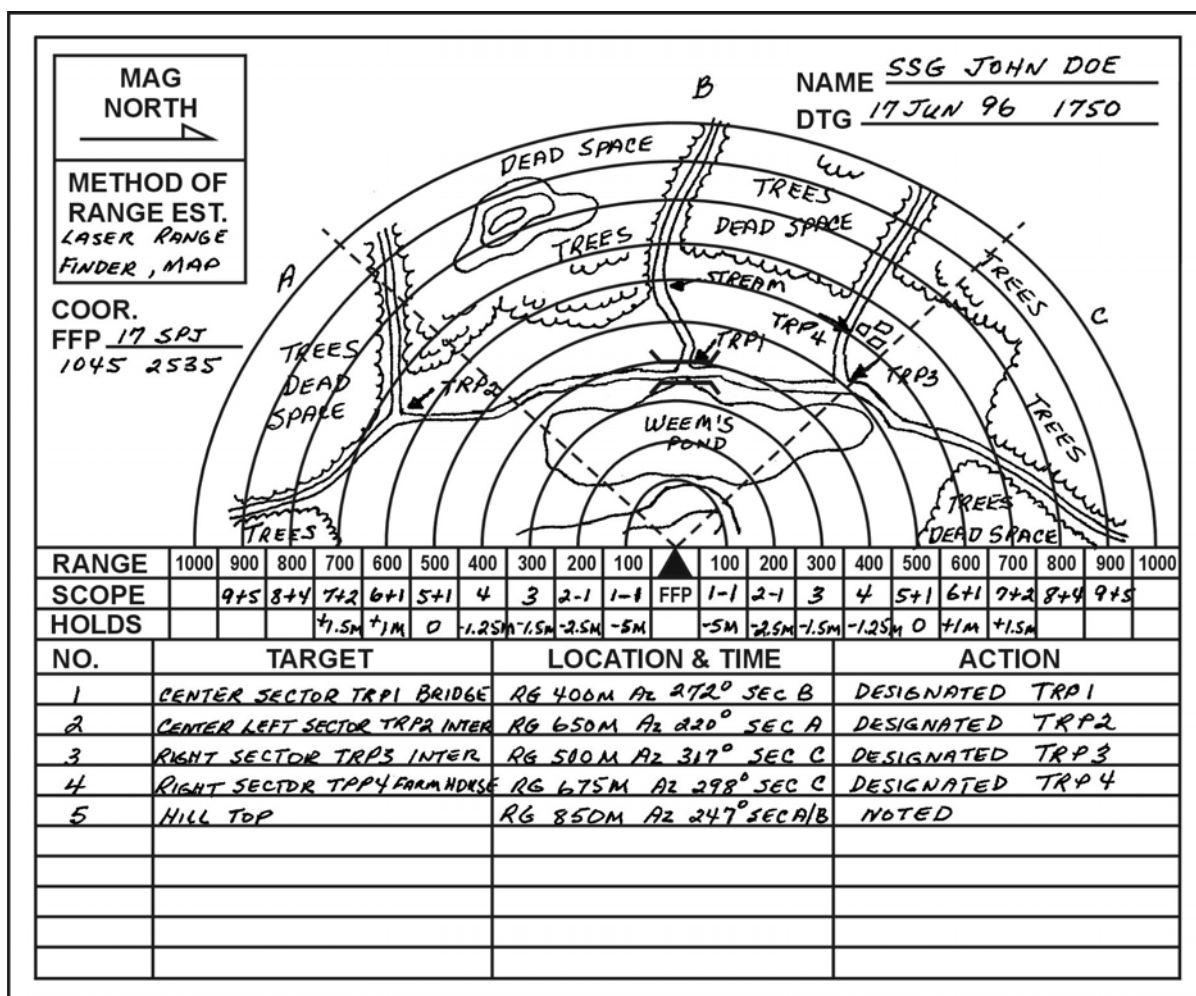 MAG
NORTH
NAME SSG JOHN DOE
DTG 17 JUN 96 1750
METHOD OF
RANGE EST.
LASER RANGE
FINDER, MAP
COOR.
FFP 17 SPJ
1045 2535
A
B
C
DEAD SPACE
TREES
DEAD SPACE
TREES
TREES
STREAM
TRP1
TRP
4
TRP3
TREES
DEAD
SPACE
TRP2
WEEM'S
POND
TREES
TREES
TREES
DEAD SPACE
RANGE 1000 900 800 700 600 500 400 300 200 100 100 200 300 400 500 600 700 800 900 1000
SCOPE 9+5 8+4 7+2 6+1 5+1 4 3 2-1 1-1 FFP 1-1 2-1 3 4 5+1 6+1 7+2 8+4 9+5
HOLDS +1.5M +1M 0 -1.25M -1.5M -2.5M -5M -5M -2.5M -1.5M -1.25M 0 +1M +1.5M
NO. TARGET LOCATION & TIME ACTION
1 CENTER SECTOR TRP1 BRIDGE RG 400M AZ 272° SEC B DESIGNATED TRP1
2 CENTER LEFT SECTOR TRP2 INTER RG 650M AZ 220° SEC A DESIGNATED TRP2
3 RIGHT SECTOR TRP3 INTER RG 500M AZ 317° SEC C DESIGNATED TRP3
4 RIGHT SECTOR TPP4 FARM HOUSE RG 675M AZ 298° SEC C DESIGNATED TRP4
5 HILL TOP RG 850M AZ 247° SEC A/B NOTED